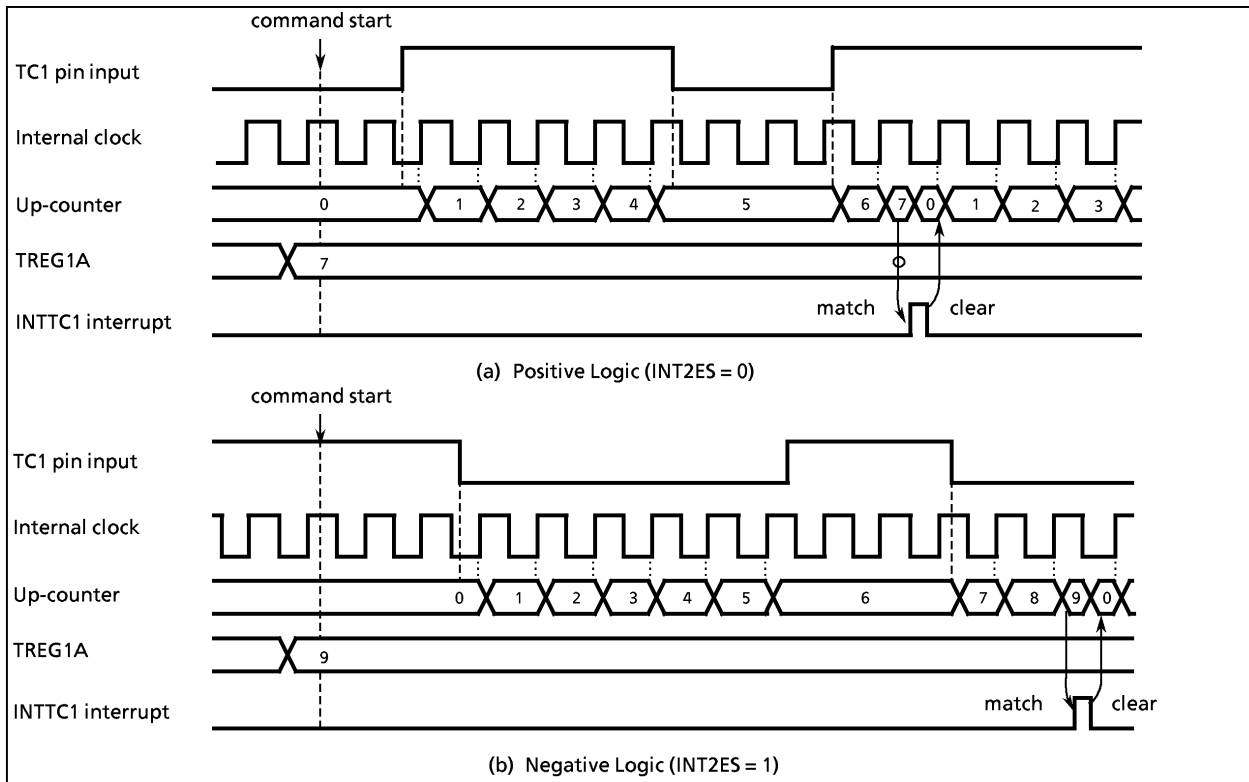 command start
TC1 pin input
Internal clock
Up-counter 0 1 2 3 4 5 6 7 0 1 2 3
TREG1A 7
match clear
INTTC1 interrupt
(a) Positive Logic (INT2ES = 0)
command start
TC1 pin input
Internal clock
Up-counter 0 1 2 3 4 5 6 7 8 9 0
TREG1A 9
match clear
INTTC1 interrupt
(b) Negative Logic (INT2ES = 1)